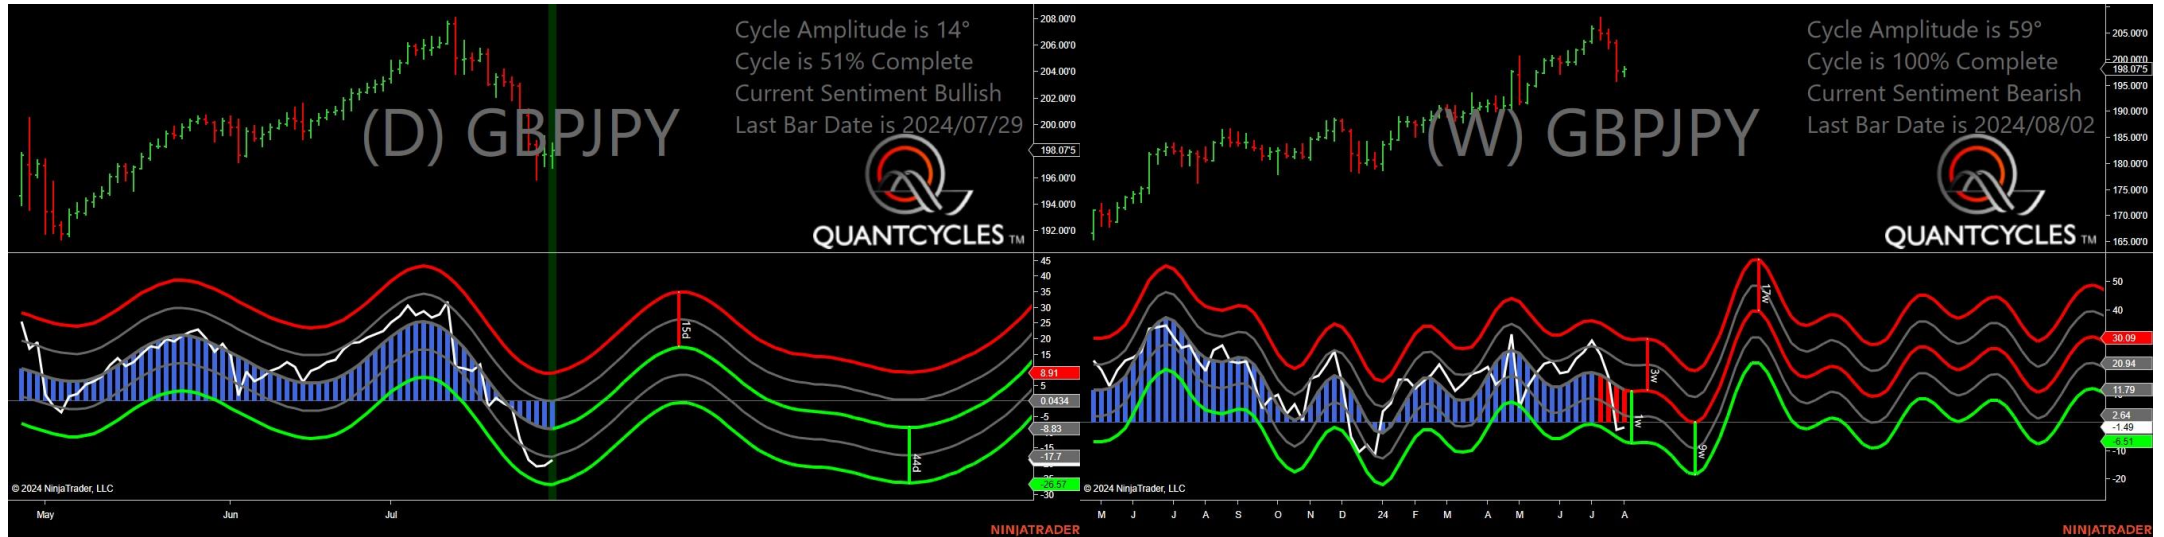 Cycle Amplitude is 14°
Cycle is 51% Complete
Current Sentiment Bullish
Last Bar Date is 2024/07/29
(D) GBPJPY
QUANTCYCLES TM
208.00'0
206.00'0
204.00'0
202.00'0
200.00'0
198.07'5
196.00'0
194.00'0
192.00'0
45
40
35
30
25
20
15
8.91
5
0.0434
-5
-8.83
-15
-17.7
-26.57
-30
15d
44d
© 2024 NinjaTrader, LLC
May Jun Jul
NINJATRADER
Cycle Amplitude is 59°
Cycle is 100% Complete
Current Sentiment Bearish
Last Bar Date is 2024/08/02
(W) GBPJPY
QUANTCYCLES TM
205.00'0
200.00'0
198.07'5
195.00'0
190.00'0
185.00'0
180.00'0
175.00'0
170.00'0
165.00'0
50
40
30.09
20.94
11.79
2.64
-1.49
-6.51
-10
-20
17w
3w
1w
9w
© 2024 NinjaTrader, LLC
M J J A S O N D 24 F M A M J J A
NINJATRADER